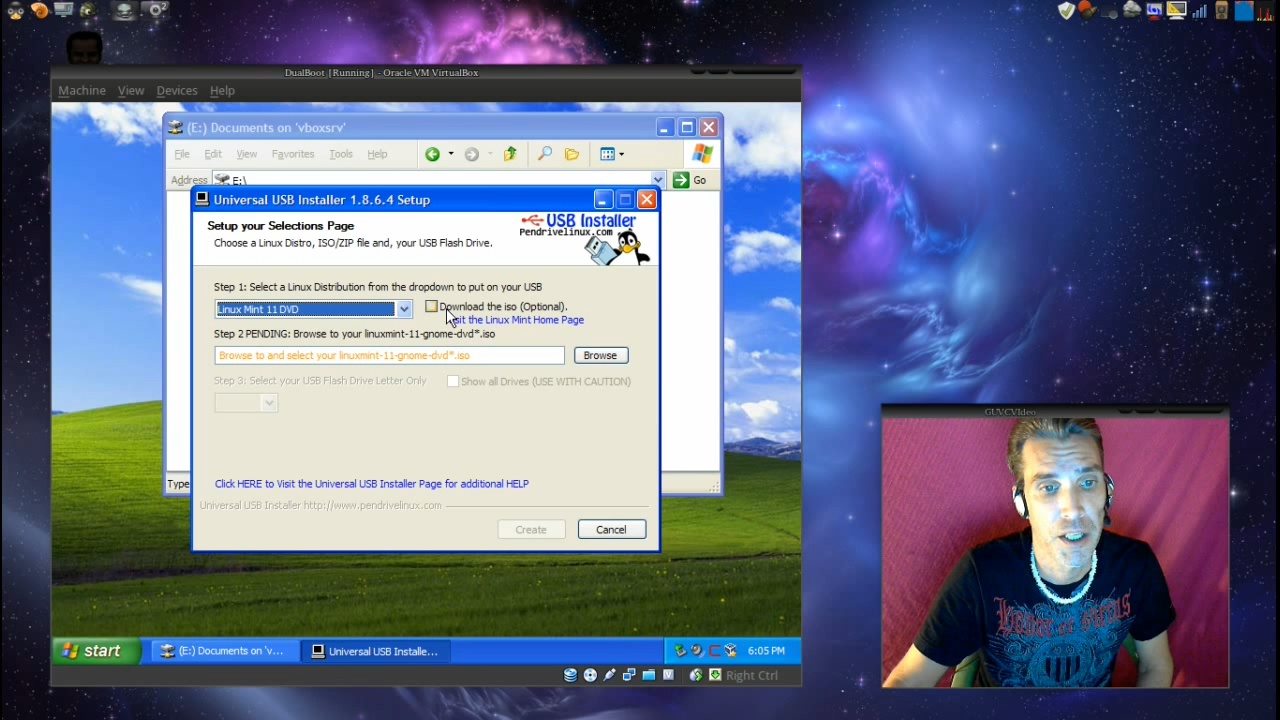 2
DualBoot [Running] - Oracle VM VirtualBox
Machine View Devices Help
(E:) Documents on 'vboxsrv'
File Edit View Favorites Tools Help
Address E:\ Go
Universal USB Installer 1.8.6.4 Setup
Setup your Selections Page
Choose a Linux Distro, ISO/ZIP file and, your USB Flash Drive.
USB Installer
Pendrivelinux.com
Step 1: Select a Linux Distribution from the dropdown to put on your USB
Linux Mint 11 DVD
Download the iso (Optional).
the Linux Mint Home Page
Step 2 PENDING: Browse to your linuxmint-11-gnome-dvd*.iso
Browse to and select your linuxmint-11-gnome-dvd*.iso
Browse
Step 3: Select your USB Flash Drive Letter Only
Show all Drives (USE WITH CAUTION)
Click HERE to Visit the Universal USB Installer Page for additional HELP
Type
Universal USB Installer http://www.pendrivelinux.com
Create
Cancel
start
(E:) Documents on 'v...
Universal USB Installe...
6:05 PM
Right Ctrl
GUVCVideo